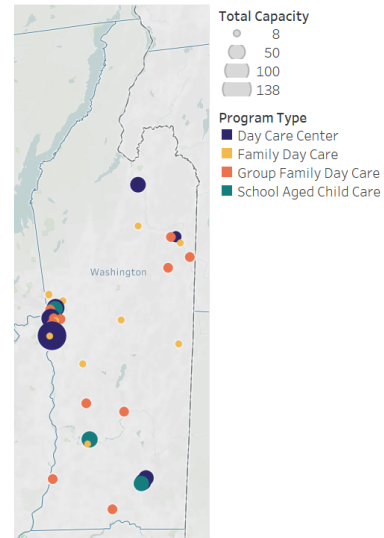 Total Capacity
8
50
100
138
Program Type
Day Care Center
Family Day Care
Group Family Day Care
School Aged Child Care
Washington